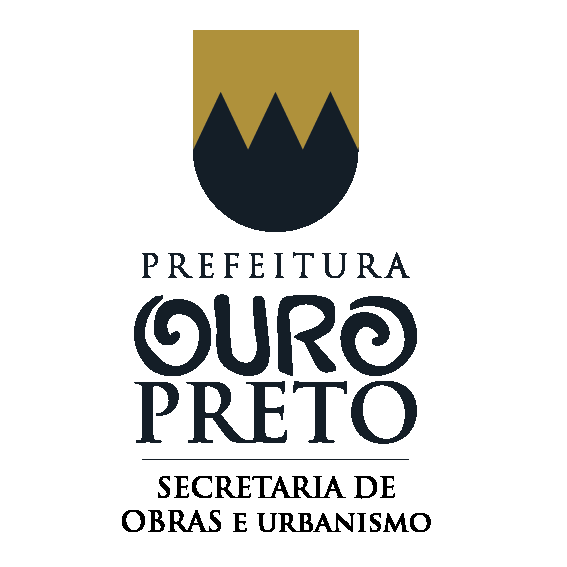 PREFEITURA
OURO
PRETO
SECRETARIA DE
OBRAS E URBANISMO